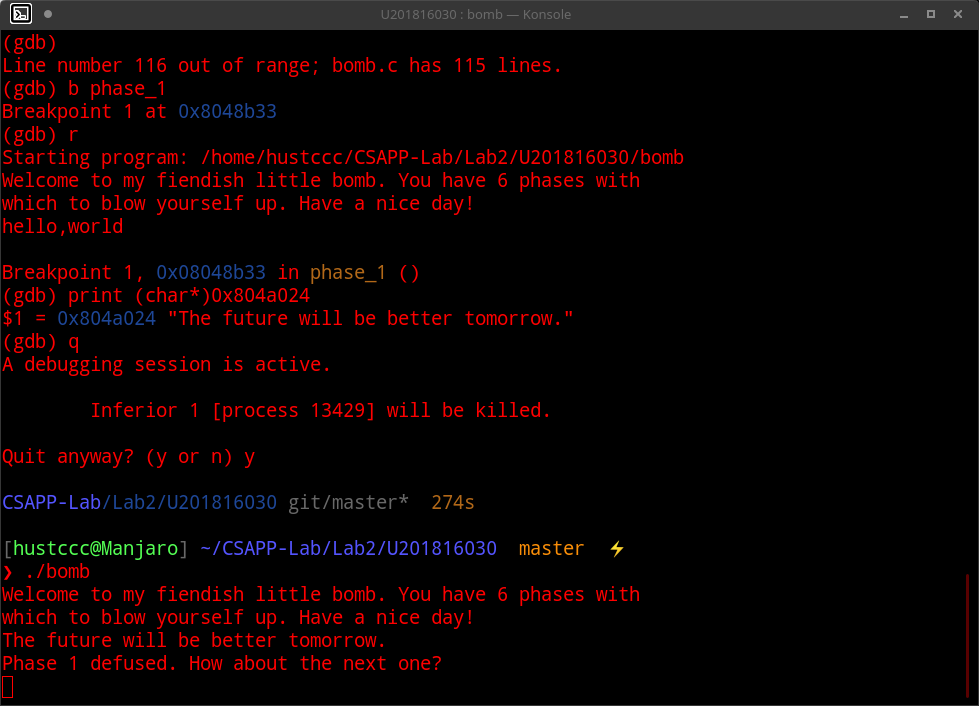 U201816030 : bomb — Konsole
(gdb)
Line number 116 out of range; bomb.c has 115 lines.
(gdb) b phase_1
Breakpoint 1 at 0x8048b33
(gdb) r
Starting program: /home/hustccc/CSAPP-Lab/Lab2/U201816030/bomb
Welcome to my fiendish little bomb. You have 6 phases with
which to blow yourself up. Have a nice day!
hello,world
Breakpoint 1, 0x08048b33 in phase_1 ()
(gdb) print (char*)0x804a024
$1 = 0x804a024 "The future will be better tomorrow."
(gdb) q
A debugging session is active.
Inferior 1 [process 13429] will be killed.
Quit anyway? (y or n) y
CSAPP-Lab/Lab2/U201816030 git/master* 274s
[hustccc@Manjaro] ~/CSAPP-Lab/Lab2/U201816030 master ⚡
❯ ./bomb
Welcome to my fiendish little bomb. You have 6 phases with
which to blow yourself up. Have a nice day!
The future will be better tomorrow.
Phase 1 defused. How about the next one?